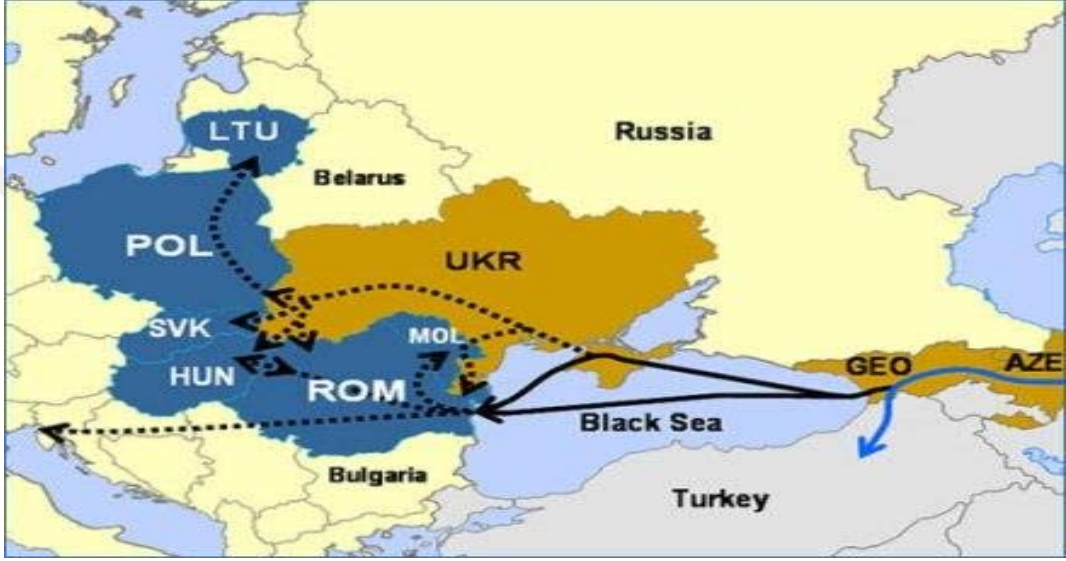 LTU
Russia
Belarus
POL
UKR
SVK
MOL
HUN
ROM
GEO
AZE
Black Sea
Bulgaria
Turkey